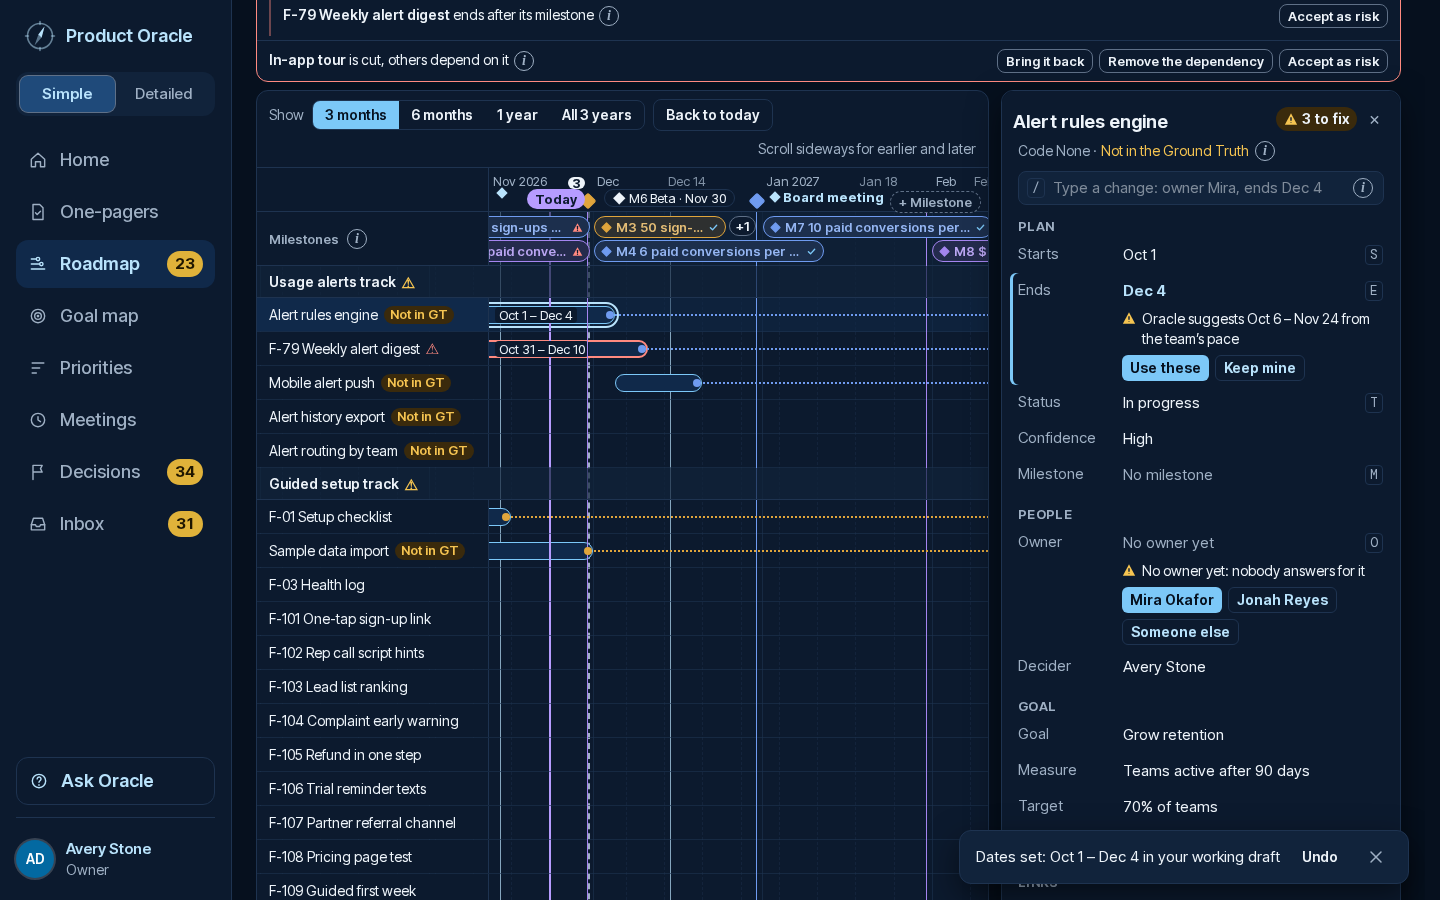 Product Oracle
Simple
Detailed
Home
One-pagers
Roadmap
23
Goal map
Priorities
Meetings
Decisions
34
Inbox
31
Ask Oracle
AD
Avery Stone
Owner
F-79 Weekly alert digest ends after its milestone i
Accept as risk
In-app tour is cut, others depend on it i
Bring it back
Remove the dependency
Accept as risk
Show
3 months
6 months
1 year
All 3 years
Back to today
Scroll sideways for earlier and later
Nov 2026
3
Dec
Dec 14
Jan 2027
Jan 18
Feb
Fe
Today
M6 Beta · Nov 30
Board meeting
+ Milestone
Milestones i
sign-ups ...
M3 50 sign-...
+1
M7 10 paid conversions per...
paid conve...
M4 6 paid conversions per ...
M8 $
Usage alerts track
Alert rules engine Not in GT
Oct 1 – Dec 4
F-79 Weekly alert digest
Oct 31 – Dec 10
Mobile alert push Not in GT
Alert history export Not in GT
Alert routing by team Not in GT
Guided setup track
F-01 Setup checklist
Sample data import Not in GT
F-03 Health log
F-101 One-tap sign-up link
F-102 Rep call script hints
F-103 Lead list ranking
F-104 Complaint early warning
F-105 Refund in one step
F-106 Trial reminder texts
F-107 Partner referral channel
F-108 Pricing page test
F-109 Guided first week
Alert rules engine
3 to fix
×
Code None · Not in the Ground Truth i
/ Type a change: owner Mira, ends Dec 4 i
PLAN
Starts
Oct 1
S
Ends
Dec 4
E
Oracle suggests Oct 6 – Nov 24 from
the team's pace
Use these
Keep mine
Status
In progress
T
Confidence
High
Milestone
No milestone
M
PEOPLE
Owner
No owner yet
O
No owner yet: nobody answers for it
Mira Okafor
Jonah Reyes
Someone else
Decider
Avery Stone
GOAL
Goal
Grow retention
Measure
Teams active after 90 days
Target
70% of teams
Dates set: Oct 1 – Dec 4 in your working draft
Undo
LINKS